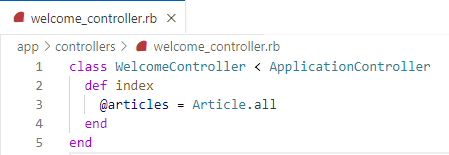 welcome_controller.rb ×
app > controllers > welcome_controller.rb
1 class WelcomeController < ApplicationController
2   def index
3     @articles = Article.all
4   end
5 end